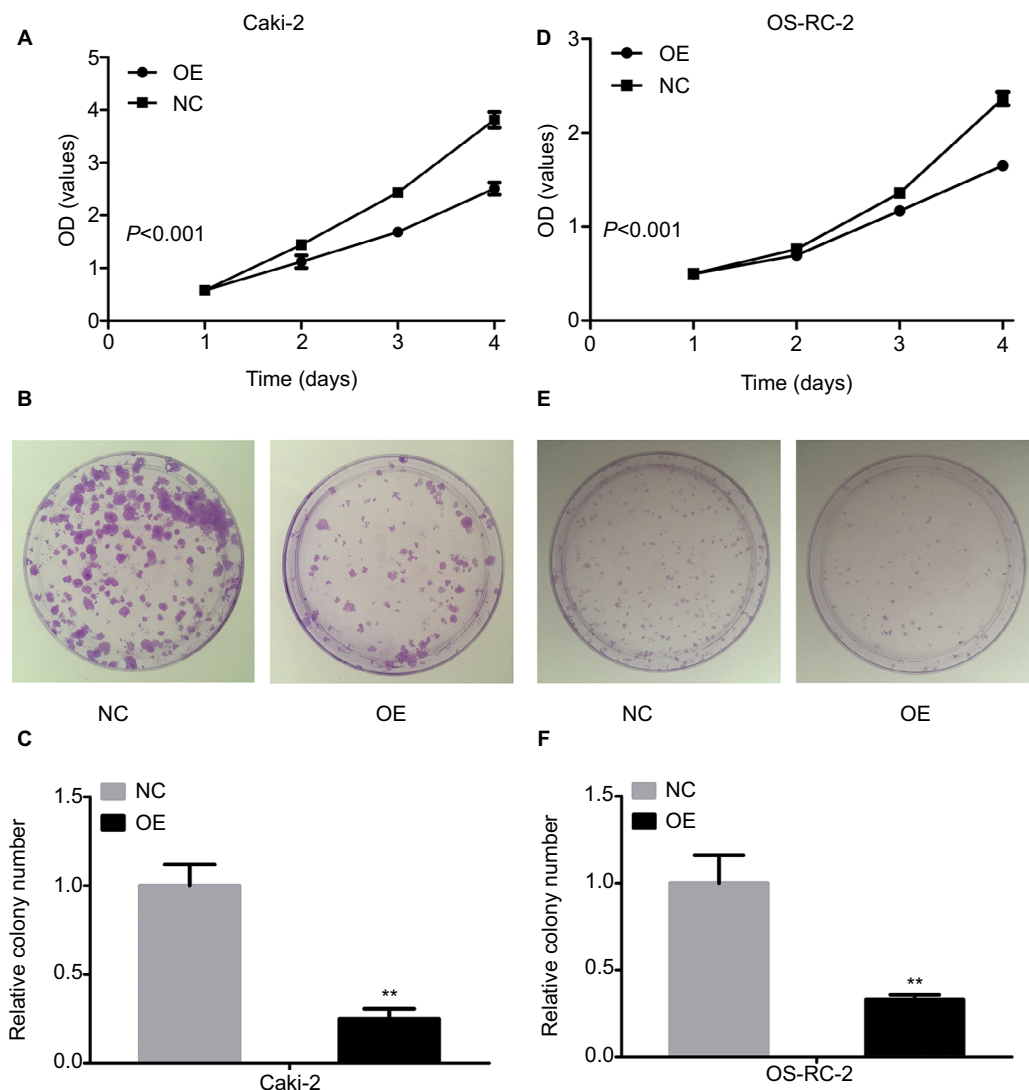 A
Caki-2
OE
NC
5
4
3
2
1
0
OD (values)
P<0.001
0
1
2
3
4
Time (days)
D
OS-RC-2
OE
NC
3
2
1
0
OD (values)
P<0.001
0
1
2
3
4
Time (days)
B
NC
OE
E
NC
OE
C
NC
OE
1.5
1.0
0.5
0.0
Relative colony number
**
Caki-2
F
NC
OE
1.5
1.0
0.5
0.0
Relative colony number
**
OS-RC-2